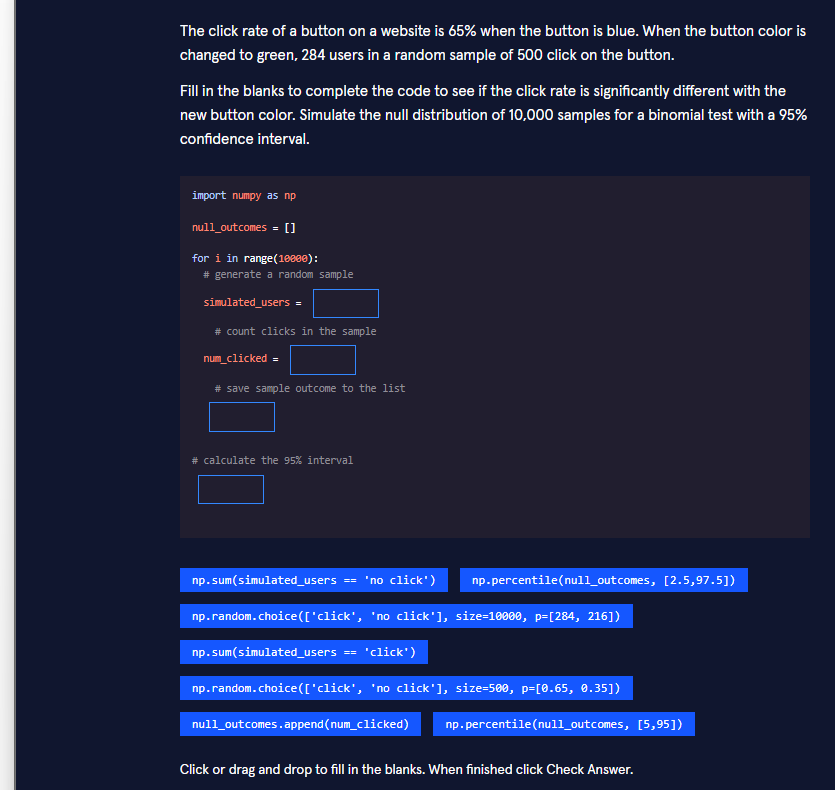 The click rate of a button on a website is 65% when the button is blue. When the button color is
changed to green, 284 users in a random sample of 500 click on the button.
Fill in the blanks to complete the code to see if the click rate is significantly different with the
new button color. Simulate the null distribution of 10,000 samples for a binomial test with a 95%
confidence interval.
import numpy as np
null_outcomes = []
for i in range(10000):
# generate a random sample
simulated_users =
# count clicks in the sample
num_clicked =
# save sample outcome to the list
# calculate the 95% interval
np.sum(simulated_users == 'no click') np.percentile(null_outcomes, [2.5,97.5])
np.random.choice(['click', 'no click'], size=10000, p=[284, 216])
np.sum(simulated_users == 'click')
np.random.choice(['click', 'no click'], size=500, p=[0.65, 0.35])
null_outcomes.append(num_clicked) np.percentile(null_outcomes, [5,95])
Click or drag and drop to fill in the blanks. When finished click Check Answer.